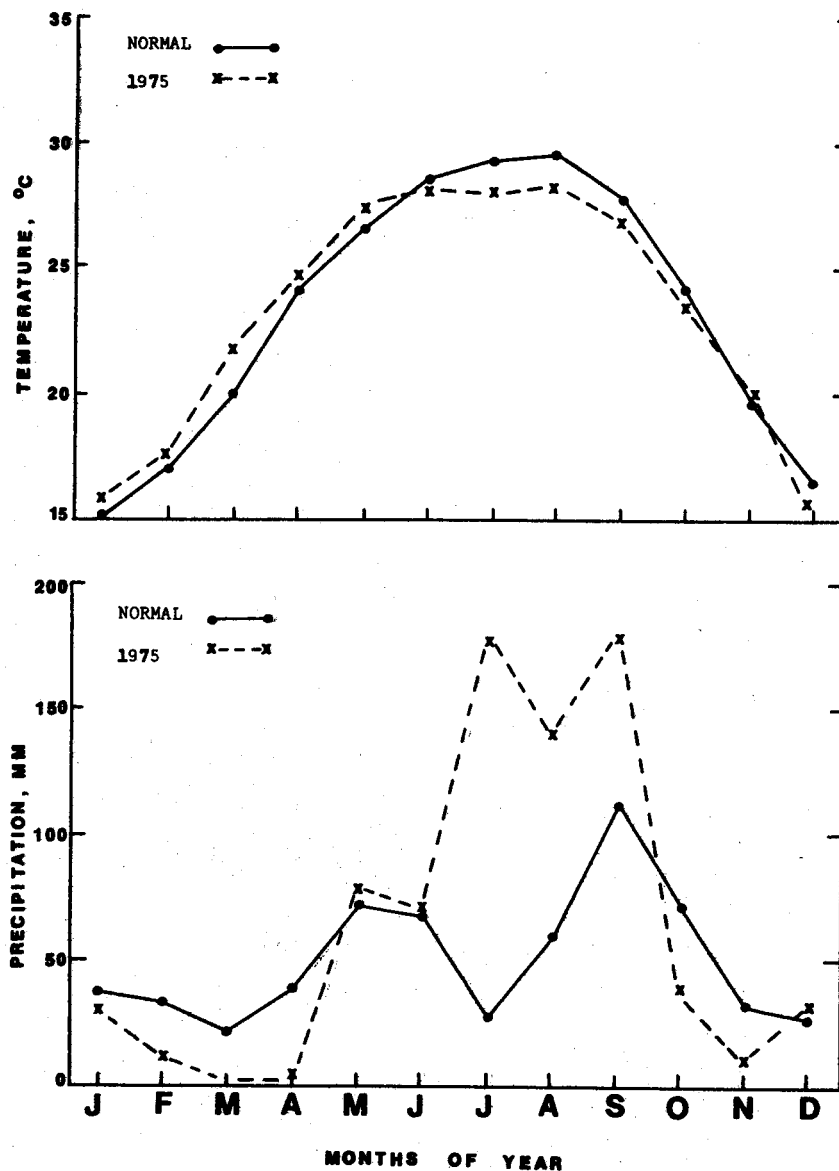 35
NORMAL
1975
30
25
20
15
TEMPERATURE, °C
200
NORMAL
1975
150
100
50
0
PRECIPITATION, MM
J F M A M J J A S O N D
MONTHS OF YEAR